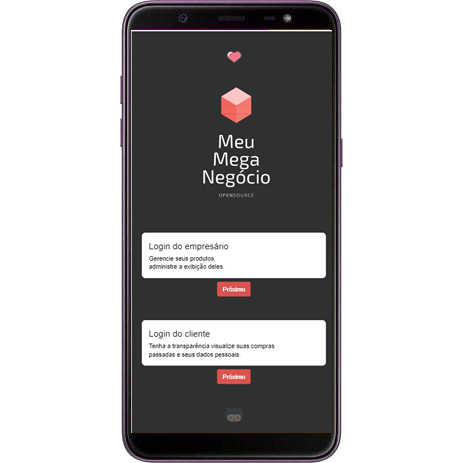 Meu
Mega
Negócio
OPENSOURCE
Login do empresário
Gerencie seus produtos,
administre a exibição deles.
Próximo
Login do cliente
Tenha a transparência visualize suas compras
passadas e seus dados pessoais.
Próximo